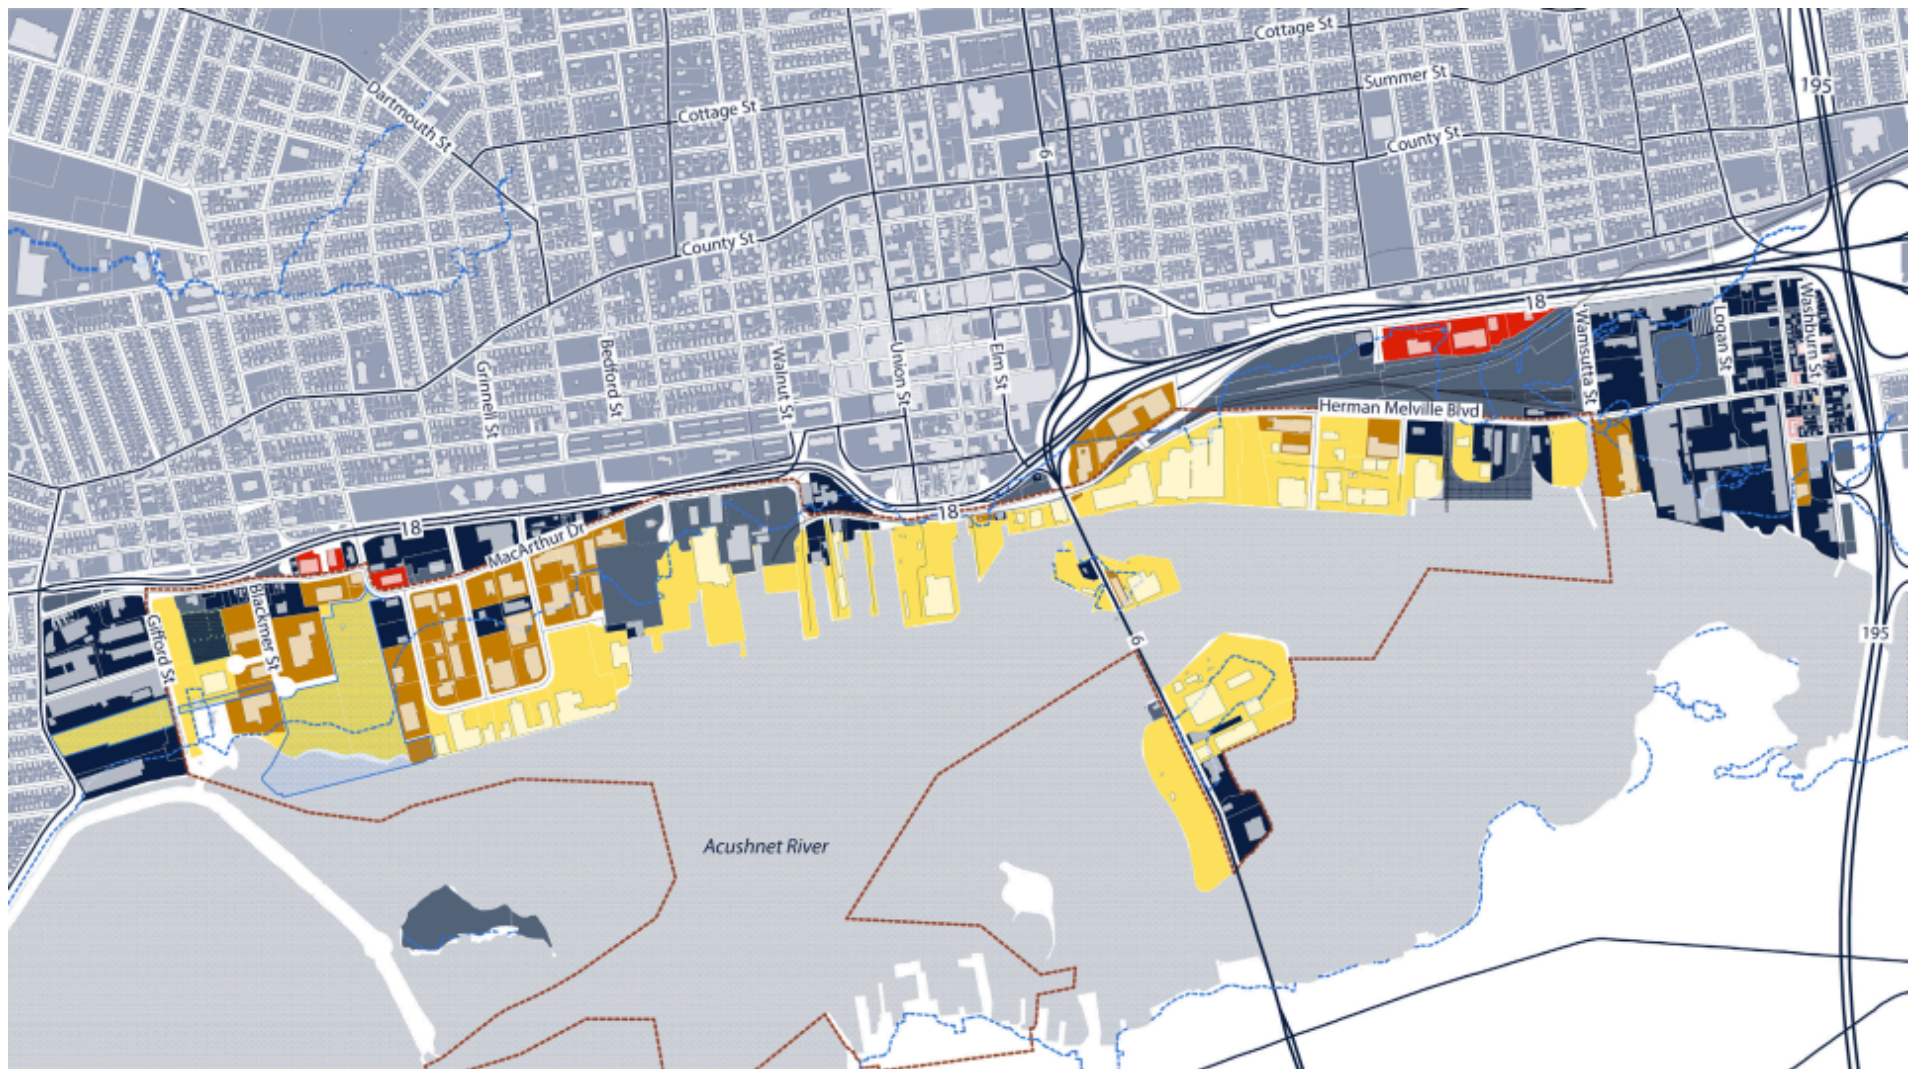 Cottage St
Summer St
195
Dartmouth St
Cottage St
County St
6
County St
18
Washburn St
Logan St
Wamsutta St
Grinnell St
Bedford St
Walnut St
Union St
Elm St
Herman Melville Blvd
18
18
MacArthur Dr
Blackmer St
Gifford St
6
195
Acushnet River